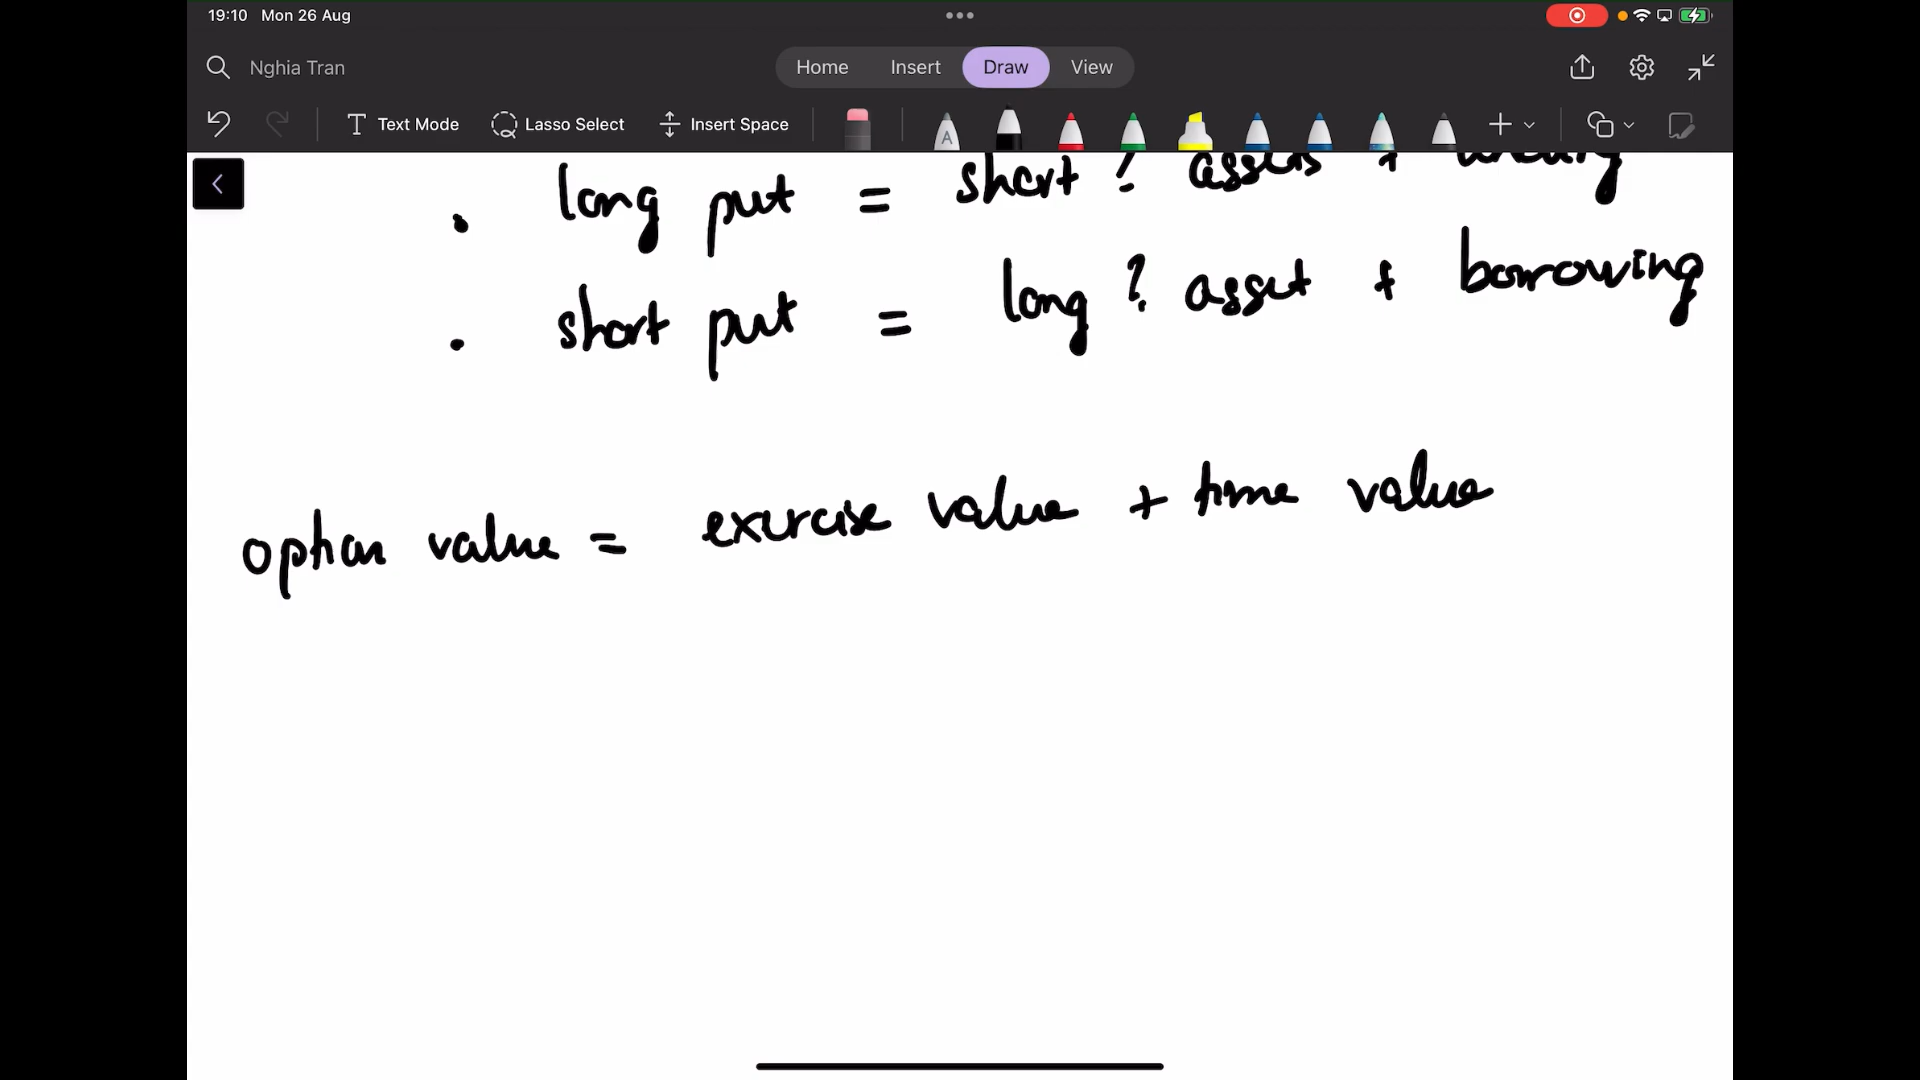 19:10 Mon 26 Aug
Nghia Tran
Home Insert Draw View
Text Mode Lasso Select Insert Space
A
• long put = short ? assets +
• short put = long ? asset + borrowing
option value = exercise value + time value